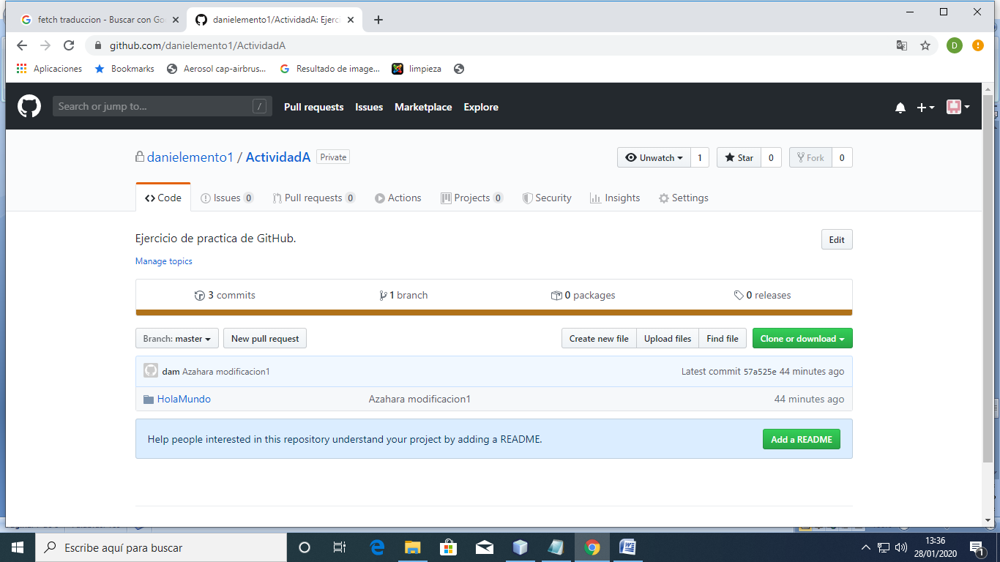 fetch traduccion - Buscar con Goo
danielemento1/ActividadA: Ejerci
github.com/danielemento1/ActividadA
D
Aplicaciones Bookmarks Aerosol cap-airbrus... Resultado de image... limpieza
Search or jump to... / Pull requests Issues Marketplace Explore
danielemento1 / ActividadA Private
Unwatch 1 Star 0 Fork 0
Code Issues 0 Pull requests 0 Actions Projects 0 Security Insights Settings
Ejercicio de practica de GitHub.
Edit
Manage topics
3 commits 1 branch 0 packages 0 releases
Branch: master New pull request Create new file Upload files Find file Clone or download
dam Azahara modificacion1 Latest commit 57a525e 44 minutes ago
HolaMundo Azahara modificacion1 44 minutes ago
Help people interested in this repository understand your project by adding a README. Add a README
Escribe aquí para buscar
13:36
28/01/2020
1